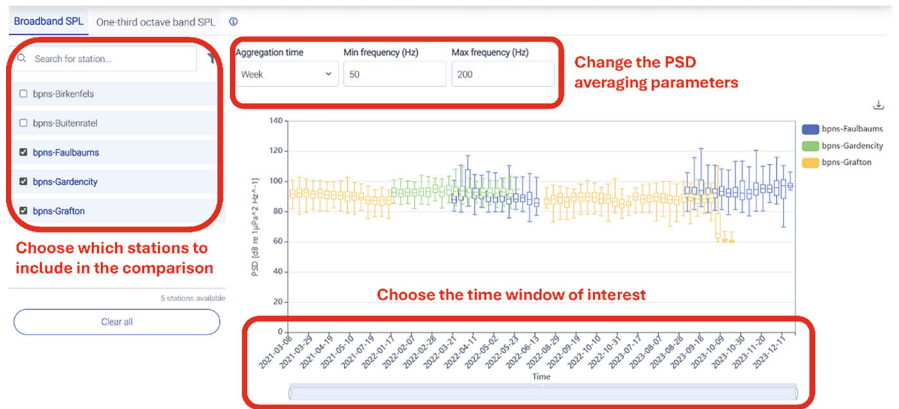 Broadband SPL
One-third octave band SPL
Search for station...
bpns-Birkenfels
bpns-Buitenratel
bpns-Faulbaums
bpns-Gardencity
bpns-Grafton
Choose which stations to
include in the comparison
5 stations available
Clear all
Aggregation time
Min frequency (Hz)
Max frequency (Hz)
Week
50
200
Change the PSD
averaging parameters
bpns-Faulbaums
bpns-Gardencity
bpns-Grafton
PSD [dB re 1µPa^2 Hz^-1]
140
120
100
80
60
40
20
0
Choose the time window of interest
2021-03-08
2021-03-29
2021-04-19
2021-05-10
2021-07-19
2022-01-17
2022-02-07
2022-02-28
2022-03-21
2022-04-11
2022-05-02
2022-05-23
2022-06-13
2022-08-29
2022-09-19
2022-10-10
2022-10-31
2023-07-17
2023-08-07
2023-08-28
2023-09-18
2023-10-09
2023-10-30
2023-11-20
2023-12-11
Time